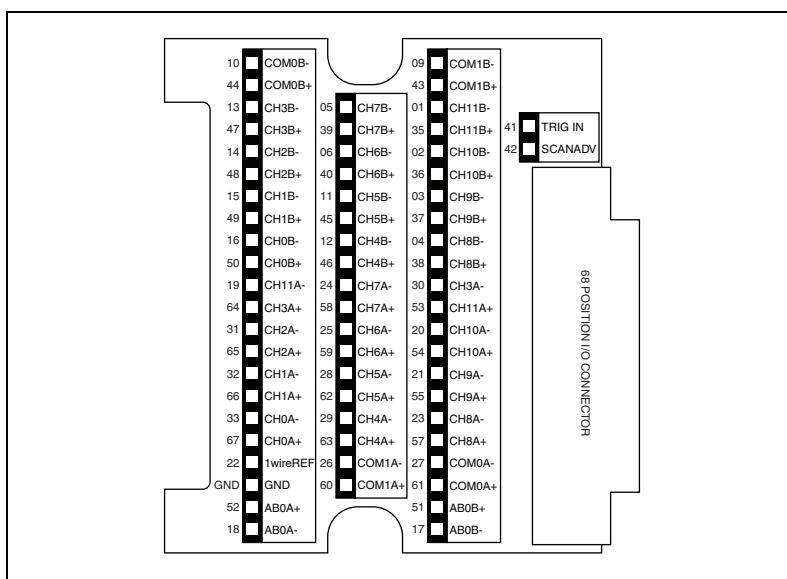 10 COM0B-
44 COM0B+
13 CH3B-
47 CH3B+
14 CH2B-
48 CH2B+
15 CH1B-
49 CH1B+
16 CH0B-
50 CH0B+
19 CH11A-
64 CH3A+
31 CH2A-
65 CH2A+
32 CH1A-
66 CH1A+
33 CH0A-
67 CH0A+
22 1wireREF
GND GND
52 AB0A+
18 AB0A-
05 CH7B-
39 CH7B+
06 CH6B-
40 CH6B+
11 CH5B-
45 CH5B+
12 CH4B-
46 CH4B+
24 CH7A-
58 CH7A+
25 CH6A-
59 CH6A+
28 CH5A-
62 CH5A+
29 CH4A-
63 CH4A+
26 COM1A-
60 COM1A+
09 COM1B-
43 COM1B+
01 CH11B-
35 CH11B+
02 CH10B-
36 CH10B+
03 CH9B-
37 CH9B+
04 CH8B-
38 CH8B+
30 CH3A-
53 CH11A+
20 CH10A-
54 CH10A+
21 CH9A-
55 CH9A+
23 CH8A-
57 CH8A+
27 COM0A-
61 COM0A+
51 AB0B+
17 AB0B-
41 TRIG IN
42 SCANADV
68 POSITION I/O CONNECTOR